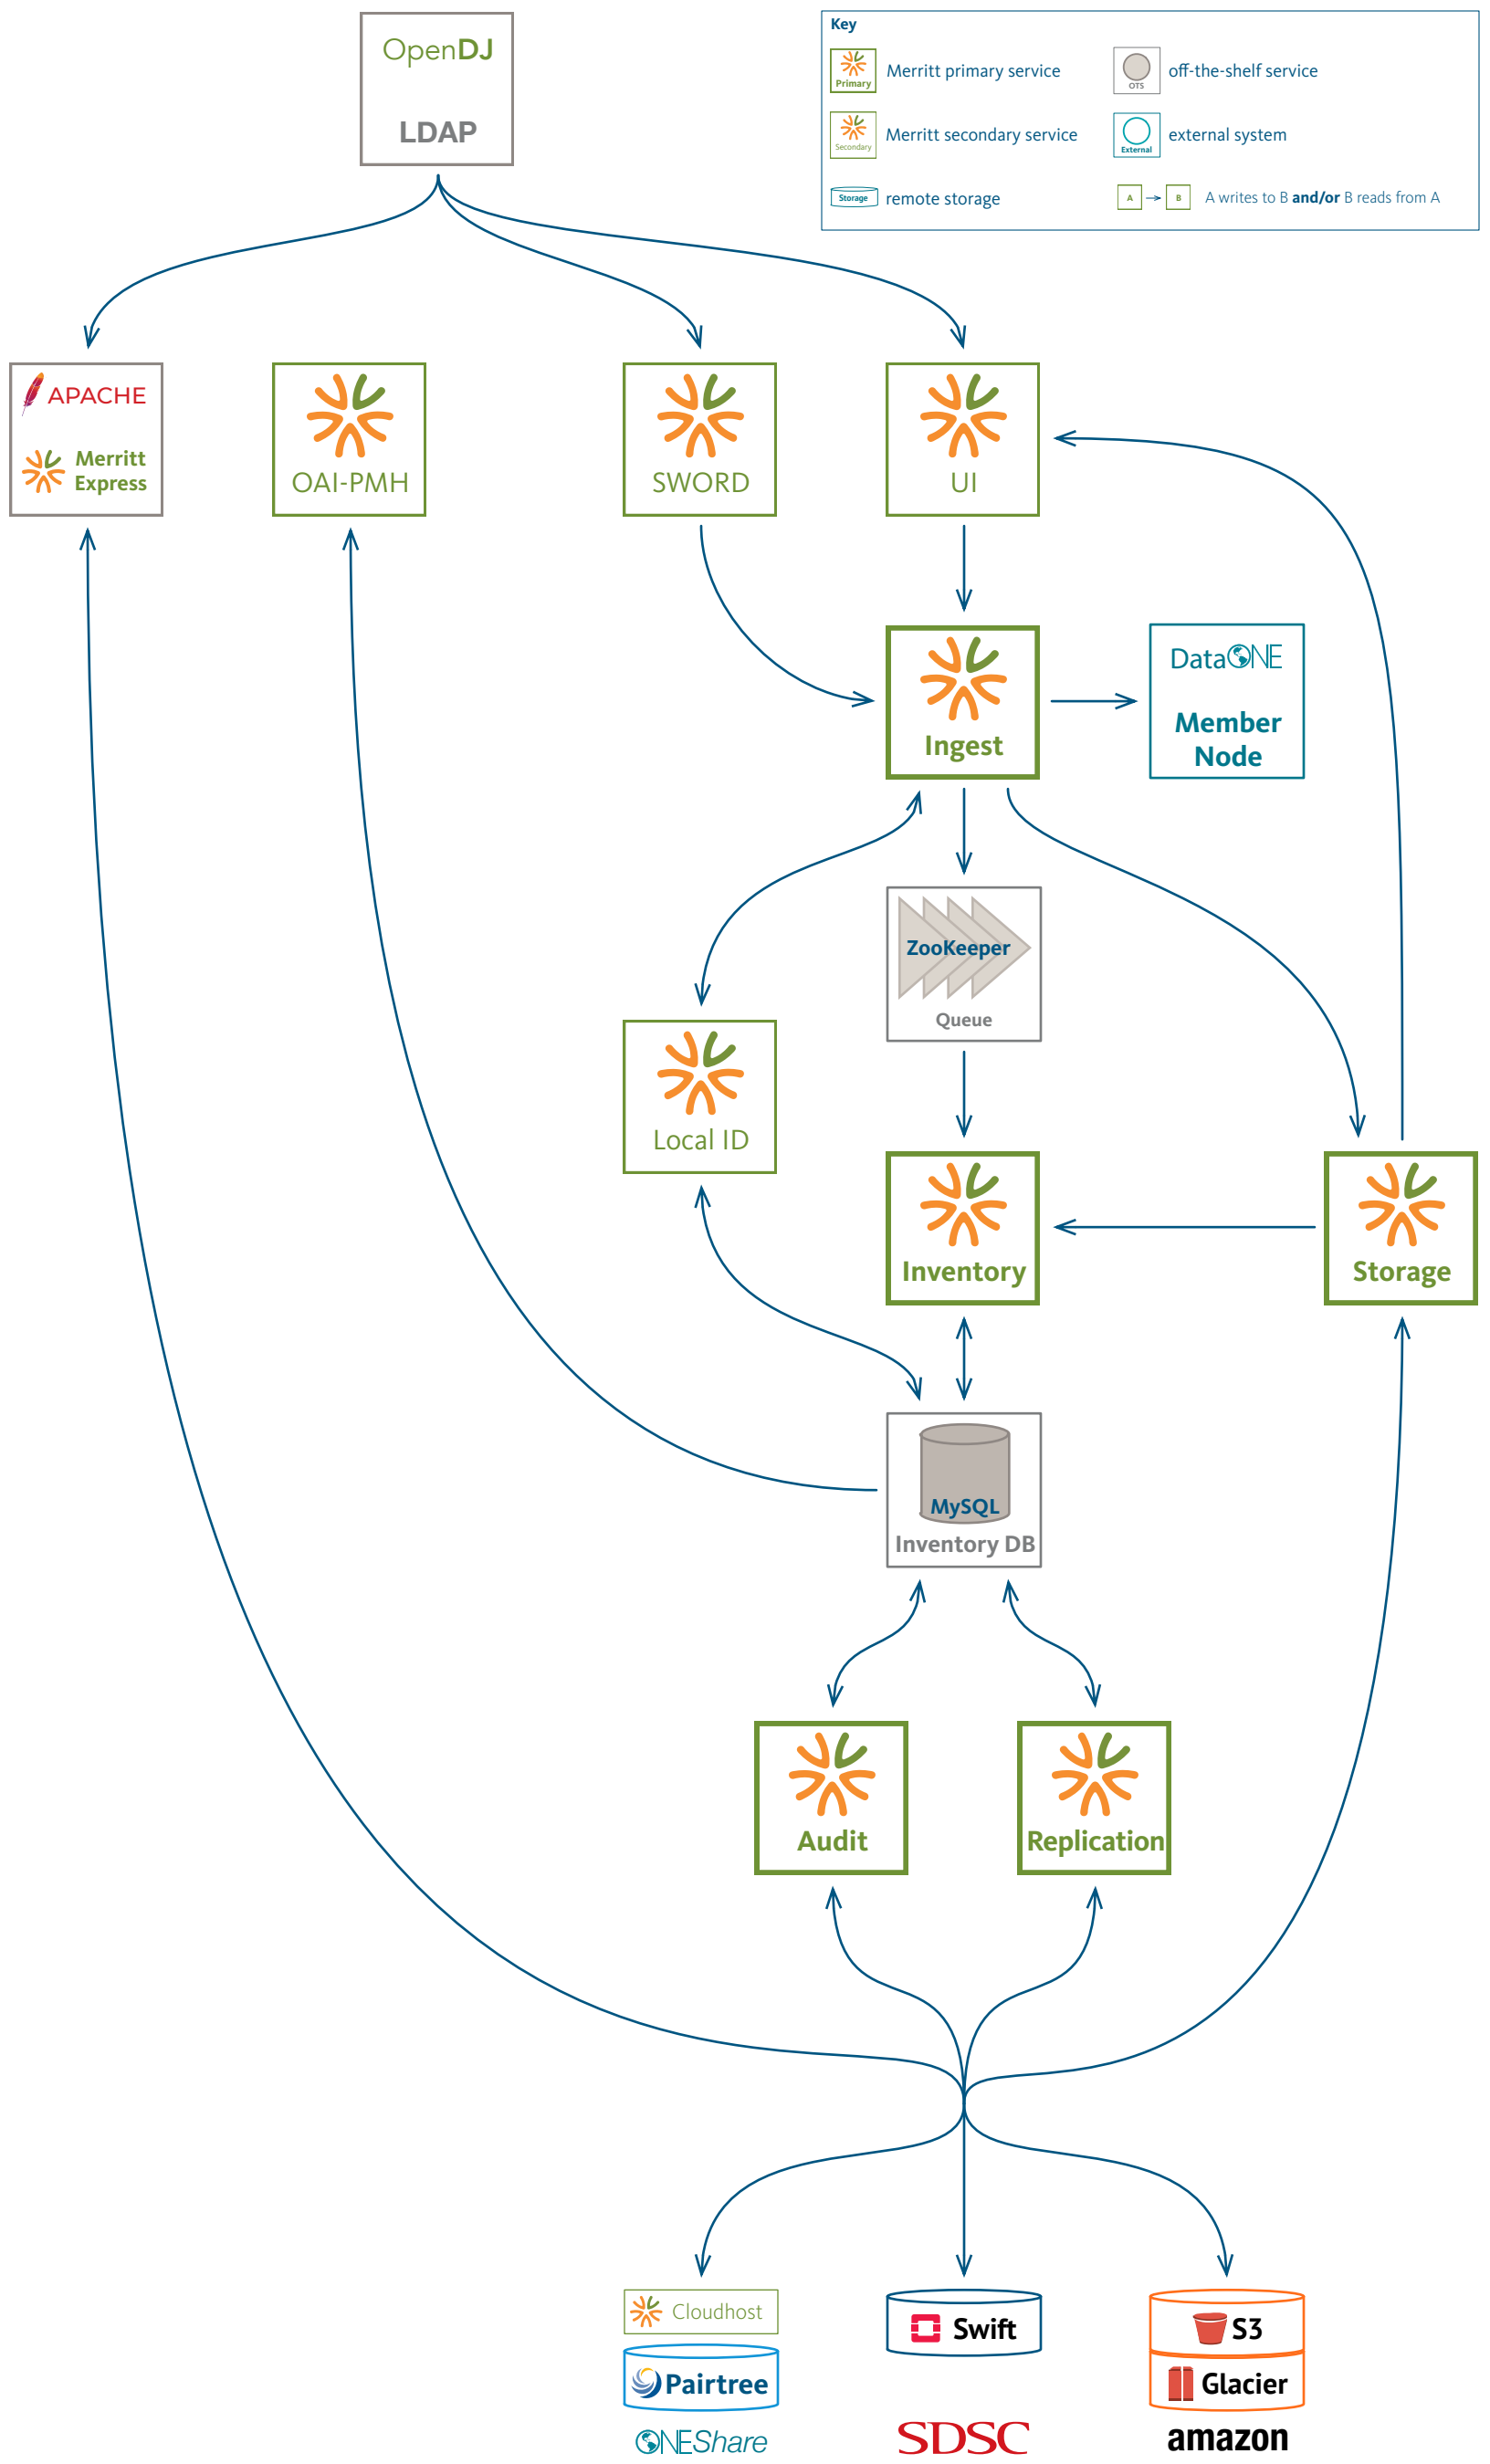 OpenDJ
LDAP
Key
Primary
Merritt primary service
OTS
off-the-shelf service
Secondary
Merritt secondary service
External
external system
Storage
remote storage
A
B
A writes to B and/or B reads from A
APACHE
Merritt
Express
OAI-PMH
SWORD
UI
Ingest
DataONE
Member
Node
ZooKeeper
Queue
Local ID
Inventory
Storage
MySQL
Inventory DB
Audit
Replication
Cloudhost
Pairtree
ONEShare
Swift
SDSC
S3
Glacier
amazon